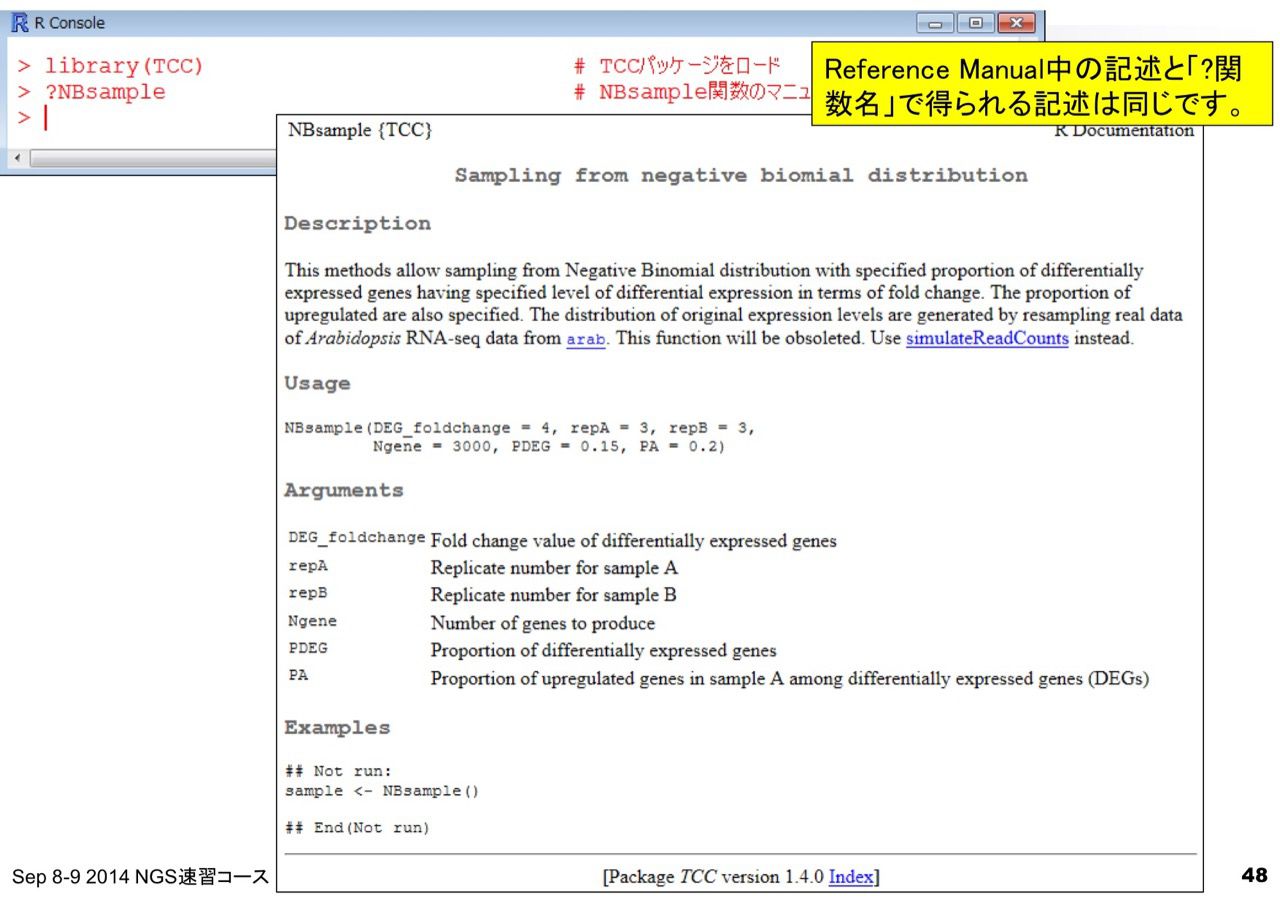 R Console
> library(TCC) # TCCパッケージをロード
> ?NBsample # NBsample関数のマニュ
>
Reference Manual中の記述と「?関
数名」で得られる記述は同じです。
NBsample {TCC} R Documentation
Sampling from negative biomial distribution
Description
This methods allow sampling from Negative Binomial distribution with specified proportion of differentially
expressed genes having specified level of differential expression in terms of fold change. The proportion of
upregulated are also specified. The distribution of original expression levels are generated by resampling real data
of Arabidopsis RNA-seq data from arab. This function will be obsoleted. Use simulateReadCounts instead.
Usage
NBsample(DEG_foldchange = 4, repA = 3, repB = 3,
Ngene = 3000, PDEG = 0.15, PA = 0.2)
Arguments
DEG_foldchange Fold change value of differentially expressed genes
repA Replicate number for sample A
repB Replicate number for sample B
Ngene Number of genes to produce
PDEG Proportion of differentially expressed genes
PA Proportion of upregulated genes in sample A among differentially expressed genes (DEGs)
Examples
## Not run:
sample <- NBsample()
## End(Not run)
[Package TCC version 1.4.0 Index]
Sep 8-9 2014 NGS速習コース
48